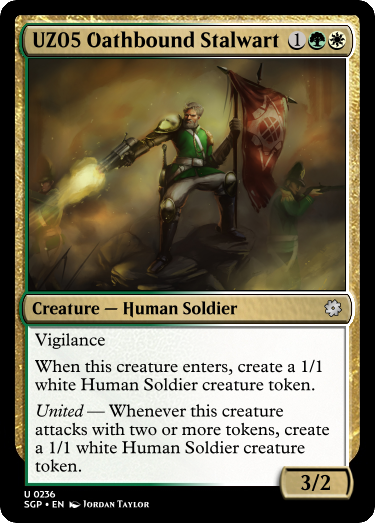 UZ05 Oathbound Stalwart 1
Creature — Human Soldier
Vigilance
When this creature enters, create a 1/1
white Human Soldier creature token.
United — Whenever this creature
attacks with two or more tokens, create
a 1/1 white Human Soldier creature
token.
3/2
U 0236
SGP • EN Jordan Taylor